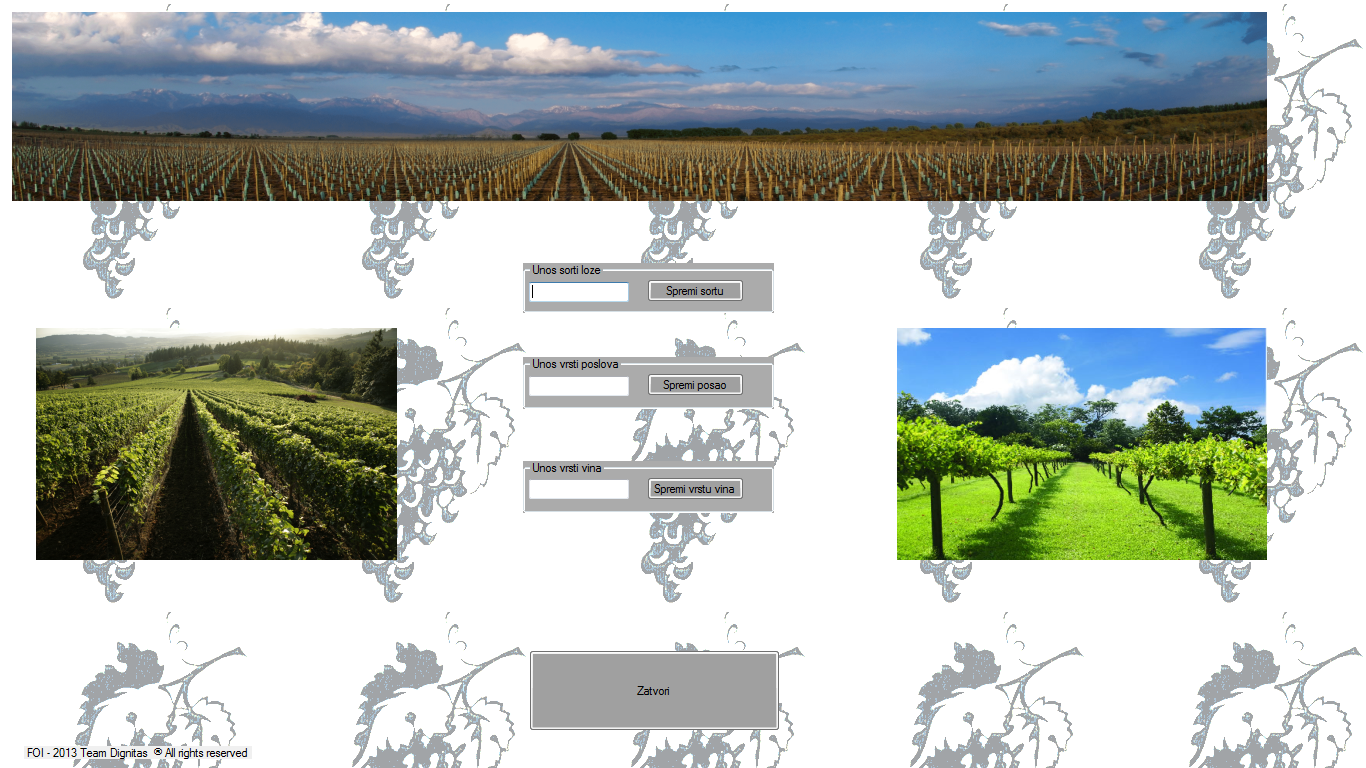 Unos sorti loze
Spremi sortu
Unos vrsti poslova
Spremi posao
Unos vrsti vina
Spremi vrstu vina
Zatvori
FOI - 2013 Team Dignitas ® All rights reserved